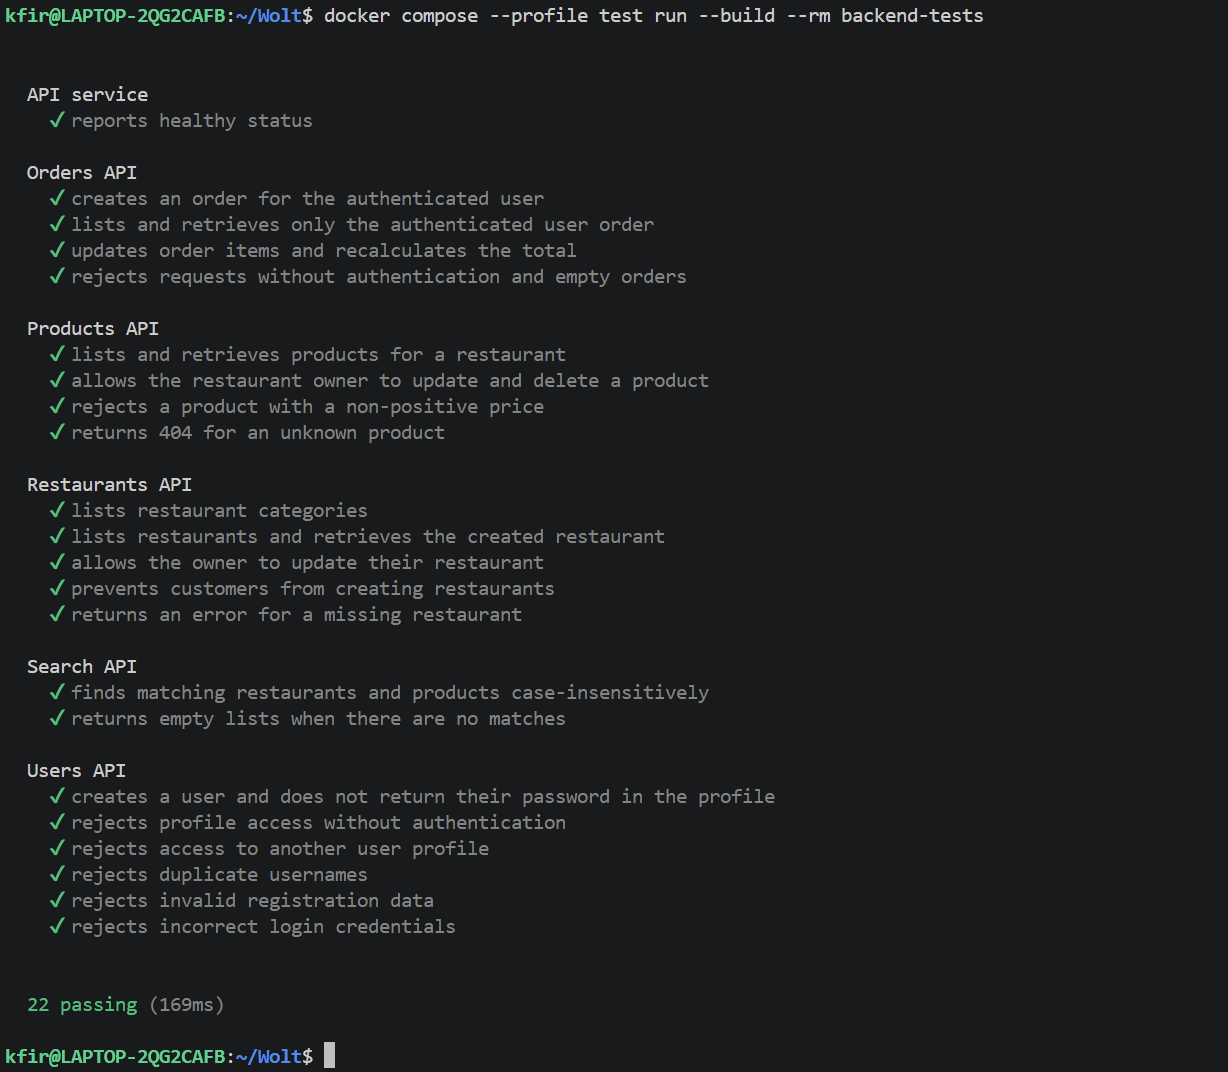 kfir@LAPTOP-2QG2CAFB:~/Wolt$ docker compose --profile test run --build --rm backend-tests
API service
✓ reports healthy status
Orders API
✓ creates an order for the authenticated user
✓ lists and retrieves only the authenticated user order
✓ updates order items and recalculates the total
✓ rejects requests without authentication and empty orders
Products API
✓ lists and retrieves products for a restaurant
✓ allows the restaurant owner to update and delete a product
✓ rejects a product with a non-positive price
✓ returns 404 for an unknown product
Restaurants API
✓ lists restaurant categories
✓ lists restaurants and retrieves the created restaurant
✓ allows the owner to update their restaurant
✓ prevents customers from creating restaurants
✓ returns an error for a missing restaurant
Search API
✓ finds matching restaurants and products case-insensitively
✓ returns empty lists when there are no matches
Users API
✓ creates a user and does not return their password in the profile
✓ rejects profile access without authentication
✓ rejects access to another user profile
✓ rejects duplicate usernames
✓ rejects invalid registration data
✓ rejects incorrect login credentials
22 passing (169ms)
kfir@LAPTOP-2QG2CAFB:~/Wolt$